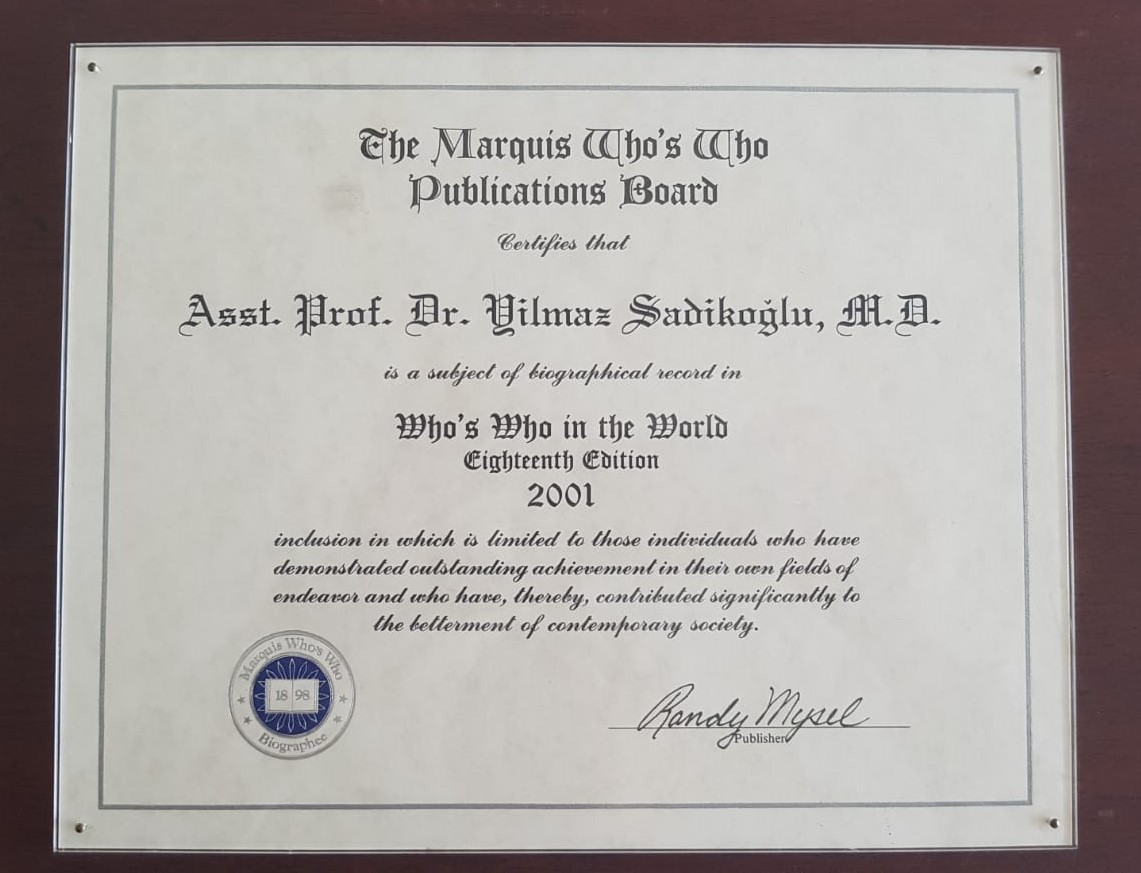 The Marquis Who's Who
Publications Board
Certifies that
Asst. Prof. Dr. Yilmaz Sadikoğlu, M.D.
is a subject of biographical record in
Who's Who in the World
Eighteenth Edition
2001
inclusion in which is limited to those individuals who have
demonstrated outstanding achievement in their own fields of
endeavor and who have, thereby, contributed significantly to
the betterment of contemporary society.
Marquis Who's Who
18 98
Biographee
Randy Mysel
Publisher